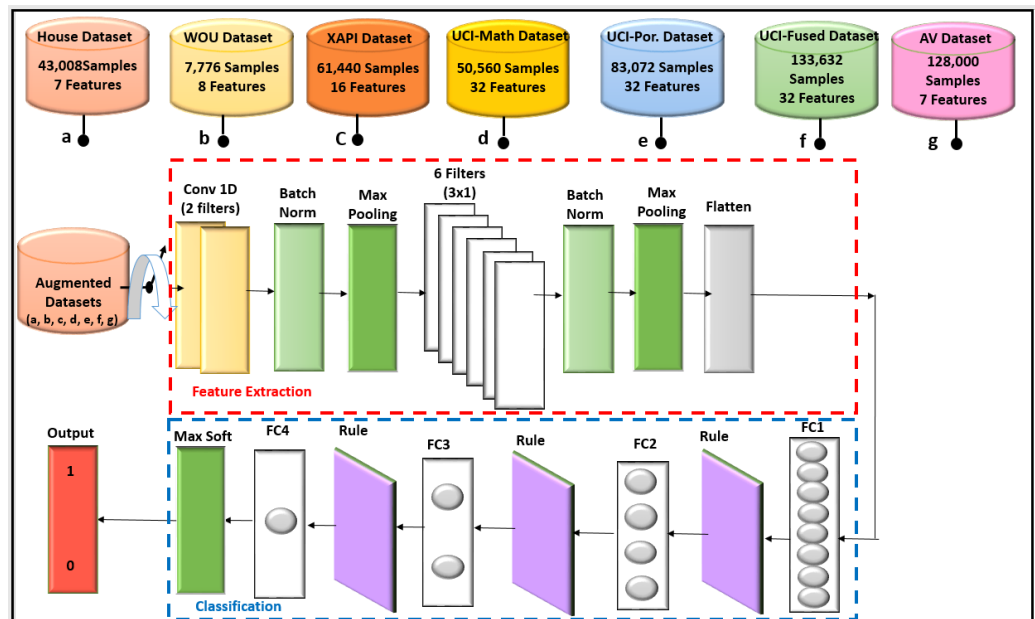 House Dataset
43,008Samples
7 Features
WOU Dataset
7,776 Samples
8 Features
XAPI Dataset
61,440 Samples
16 Features
UCI-Math Dataset
50,560 Samples
32 Features
UCI-Por. Dataset
83,072 Samples
32 Features
UCI-Fused Dataset
133,632
Samples
32 Features
AV Dataset
128,000
Samples
7 Features
a
b
C
d
e
f
g
Conv 1D
(2 filters)
Batch
Norm
Max
Pooling
6 Filters
(3x1)
Batch
Norm
Max
Pooling
Flatten
Augmented
Datasets
(a, b, c, d, e, f, g)
Feature Extraction
Output
1
0
Max Soft
FC4
Rule
FC3
Rule
FC2
Rule
FC1
Classification